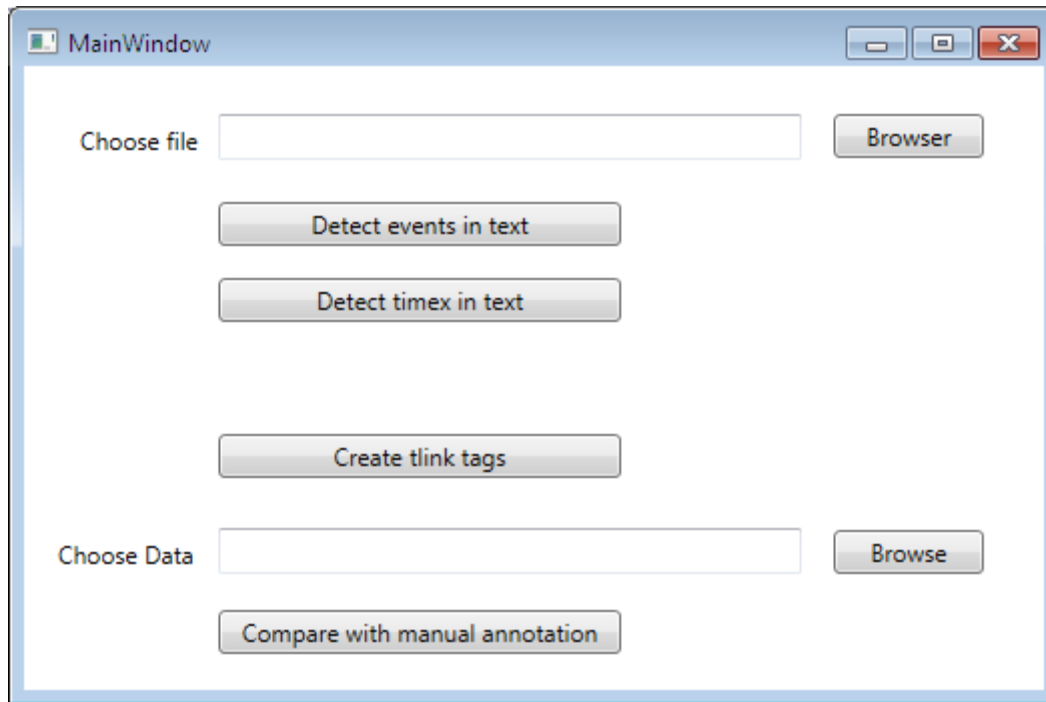 MainWindow
Choose file Browser
Detect events in text
Detect timex in text
Create tlink tags
Choose Data Browse
Compare with manual annotation